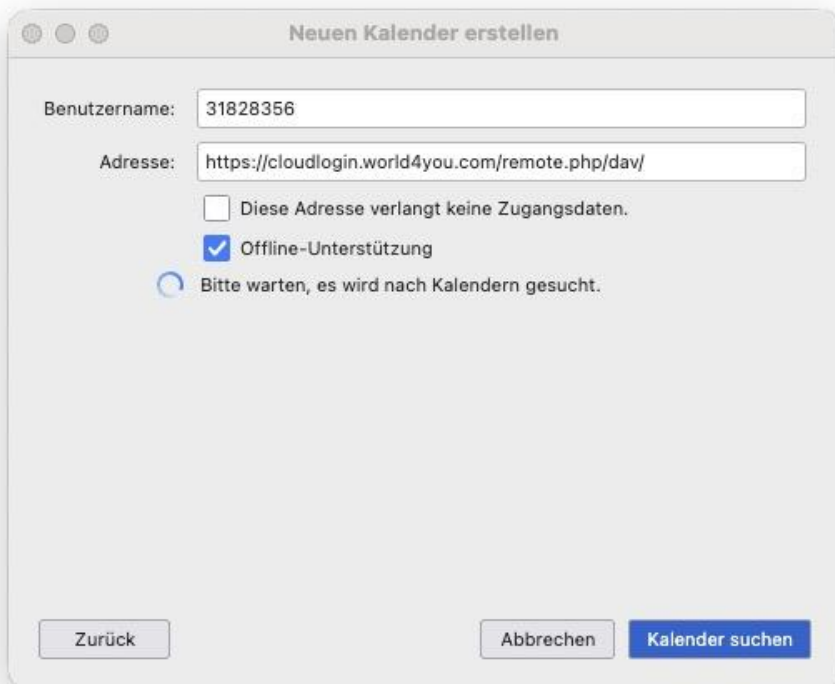 Neuen Kalender erstellen
Benutzername: 31828356
Adresse: https://cloudlogin.world4you.com/remote.php/dav/
Diese Adresse verlangt keine Zugangsdaten.
Offline-Unterstützung
Bitte warten, es wird nach Kalendern gesucht.
Zurück Abbrechen Kalender suchen